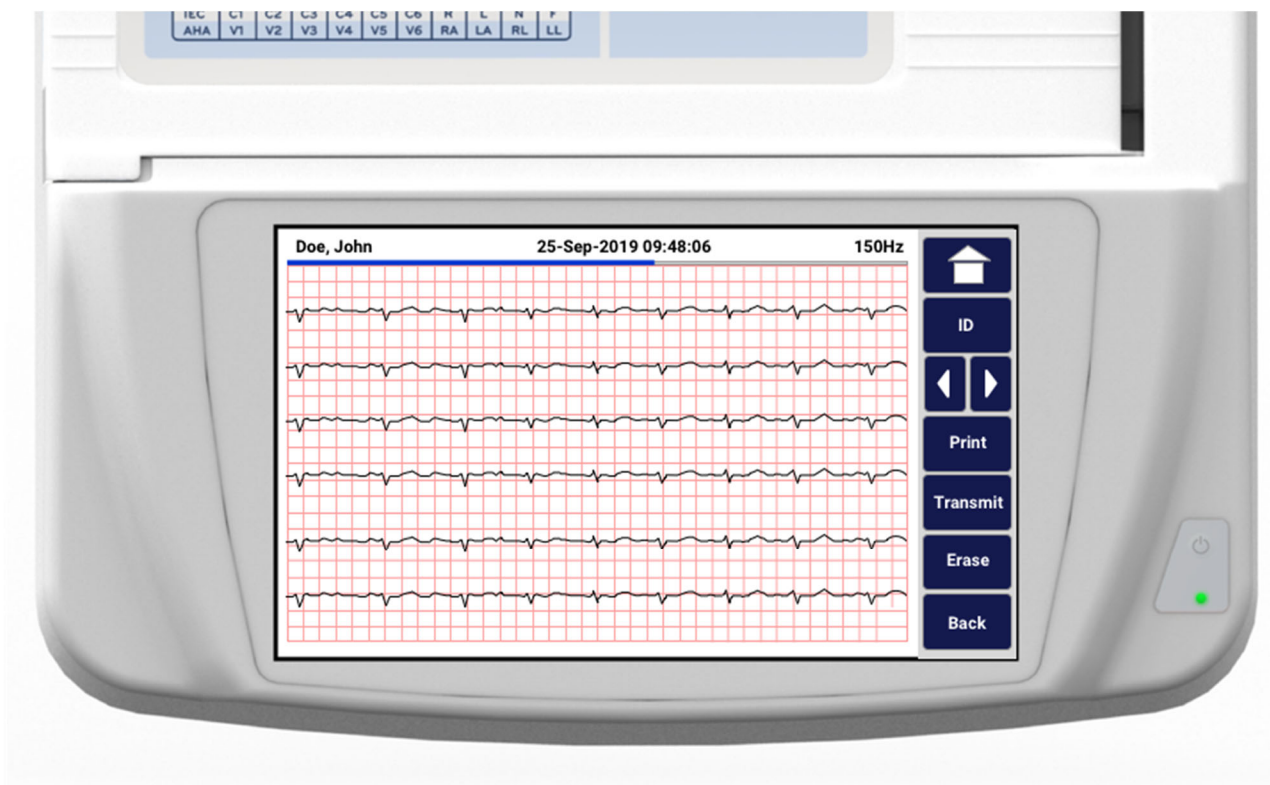 IEC C1 C2 C3 C4 C5 C6 R L N F
AHA V1 V2 V3 V4 V5 V6 RA LA RL LL
Doe, John 25-Sep-2019 09:48:06 150Hz
ID
Print
Transmit
Erase
Back